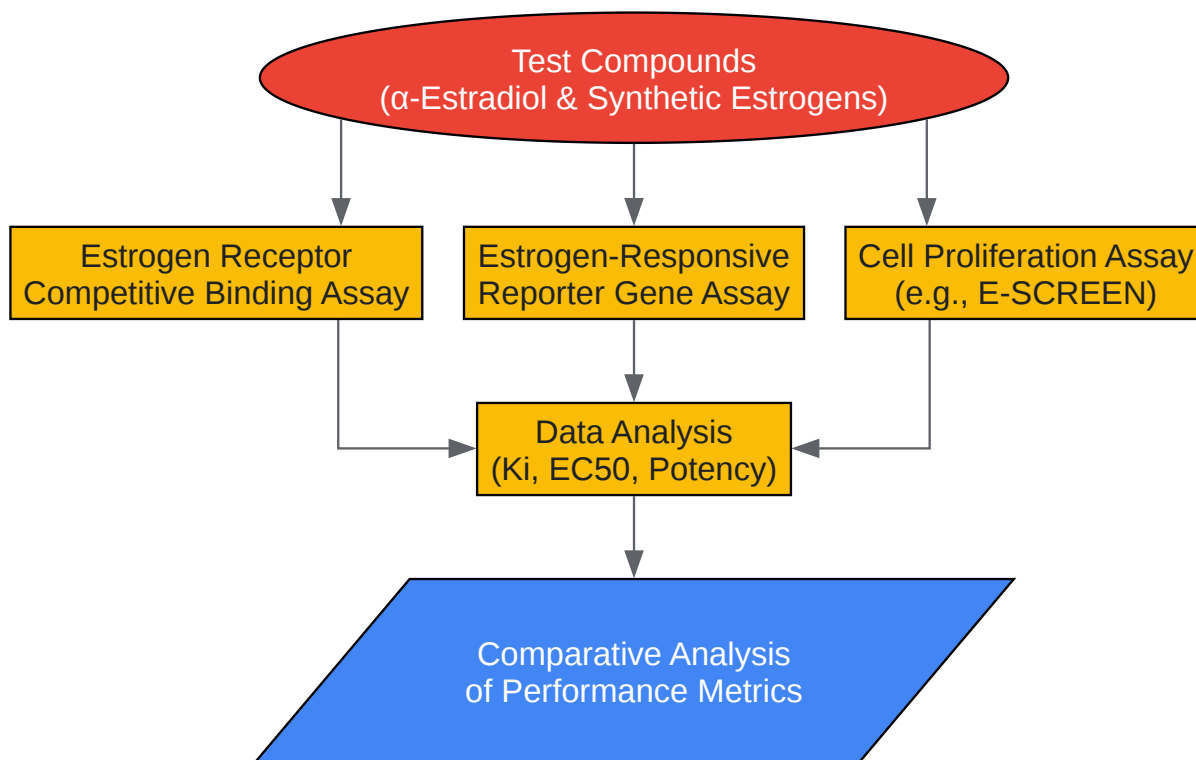 Test Compounds
(α-Estradiol & Synthetic Estrogens)
Estrogen Receptor
Competitive Binding Assay
Estrogen-Responsive
Reporter Gene Assay
Cell Proliferation Assay
(e.g., E-SCREEN)
Data Analysis
(Ki, EC50, Potency)
Comparative Analysis
of Performance Metrics